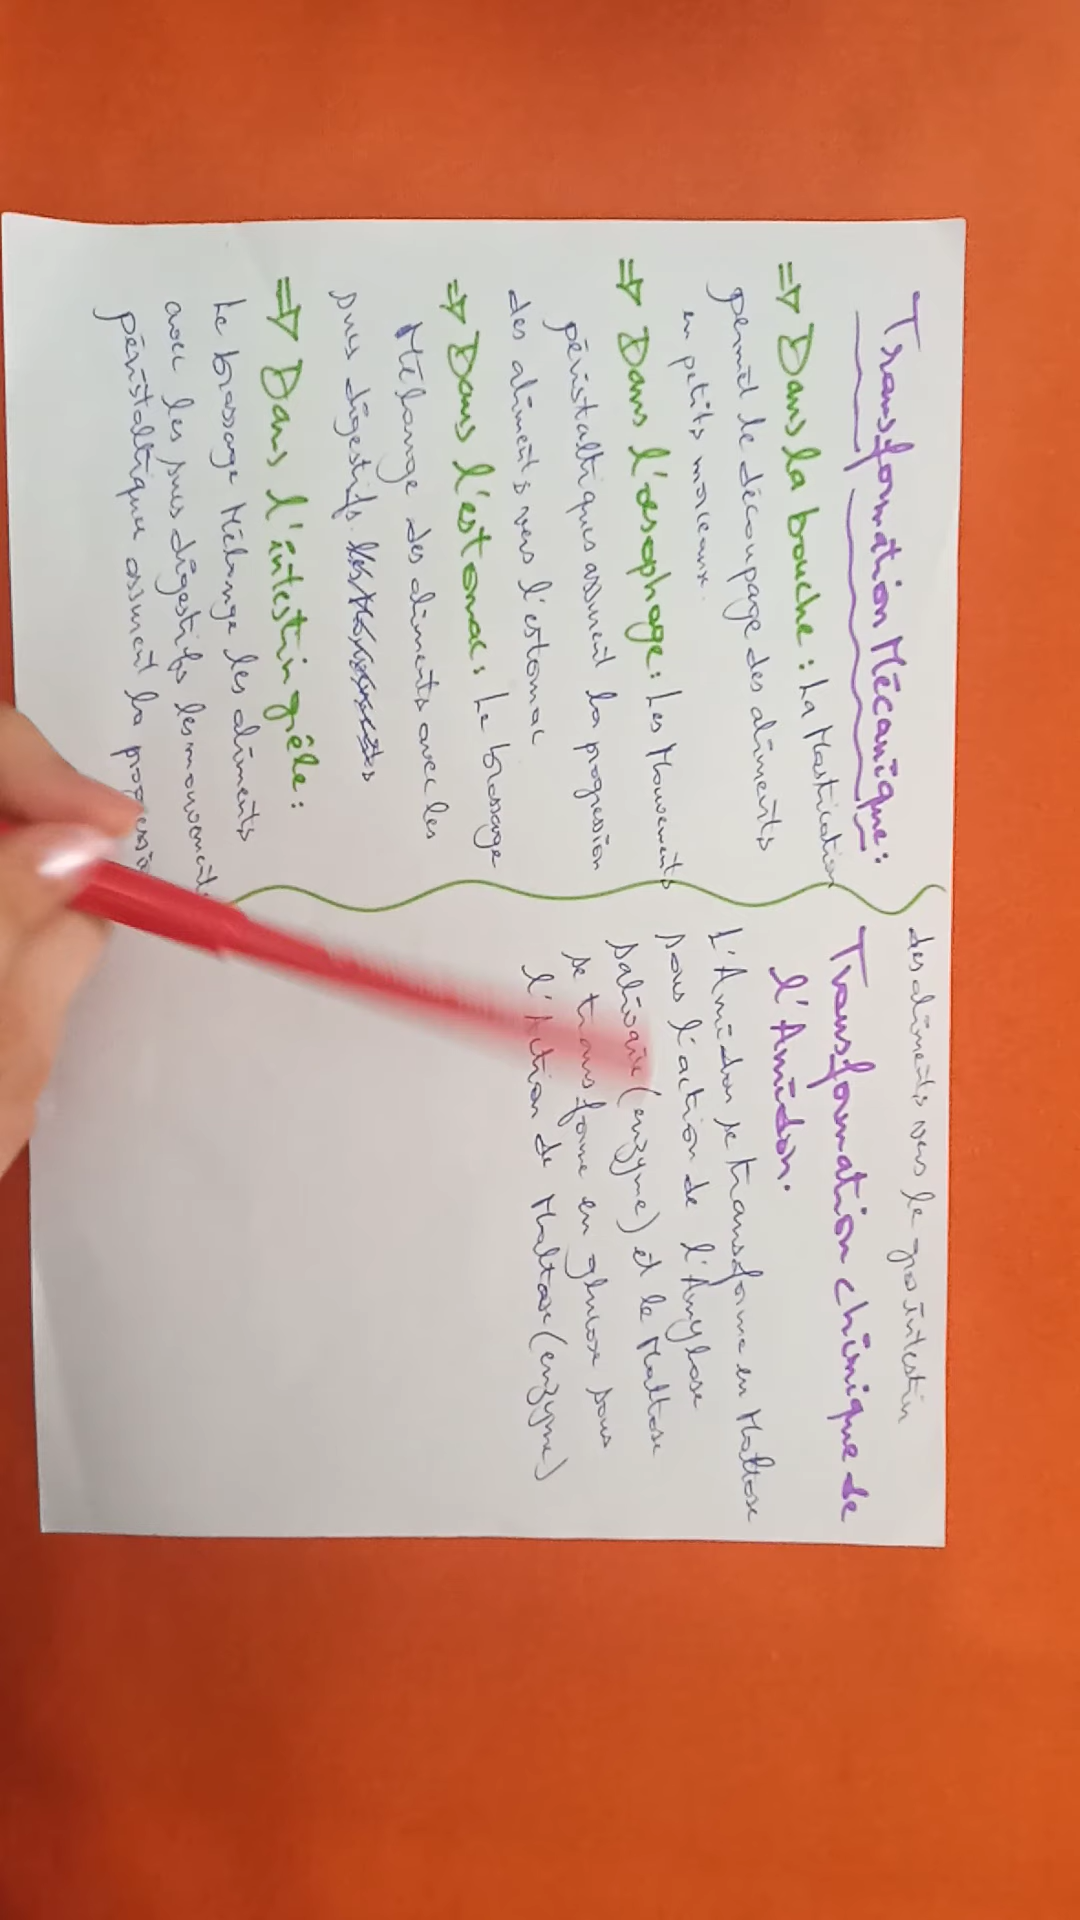 Transformation Mécanique:
=> Dans la bouche: La Mastication
permet le découpage des aliments
en petits morceaux.
=> Dans l'œsophage: Les Mouvements
péristaltiques assurent la progression
des aliments vers l'estomac
=> Dans l'estomac: Le brassage
Mélange des aliments avec les
sucs digestifs.
=> Dans l'intestin grêle:
Le brassage Mélange les aliments
avec les sucs digestifs les mouvements
péristaltique assurent la progression
des aliments vers le gros intestin
Transformation chimique de
l'Amidon.
L'Amidon se transforme en Maltose
sous l'action de l'Amylase
salivaire (enzyme) et le Maltose
se transforme en glucose sous
l'Action de Maltase (enzyme)